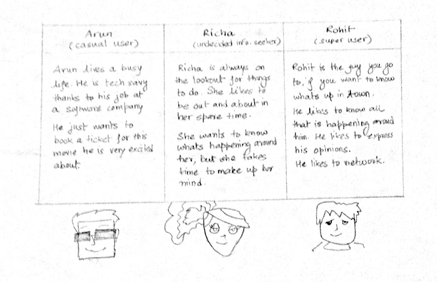 Arun
(casual user)
Arun lives a busy
life. He is tech savy
thanks to his job at
a software company
He just wants to
book a ticket for this
movie he is very excited
about.
Richa
(undecided info. seeker)
Richa is always on
the lookout for things
to do. She likes to
be out and about in
her spare time.
She wants to know
whats happening around
her, but she takes
time to make up her
mind.
Rohit
(super user)
Rohit is the guy you go
to, if you want to know
whats up in town.
He likes to know all
that is happening around
him. He likes to express
his opinions.
He likes to network.